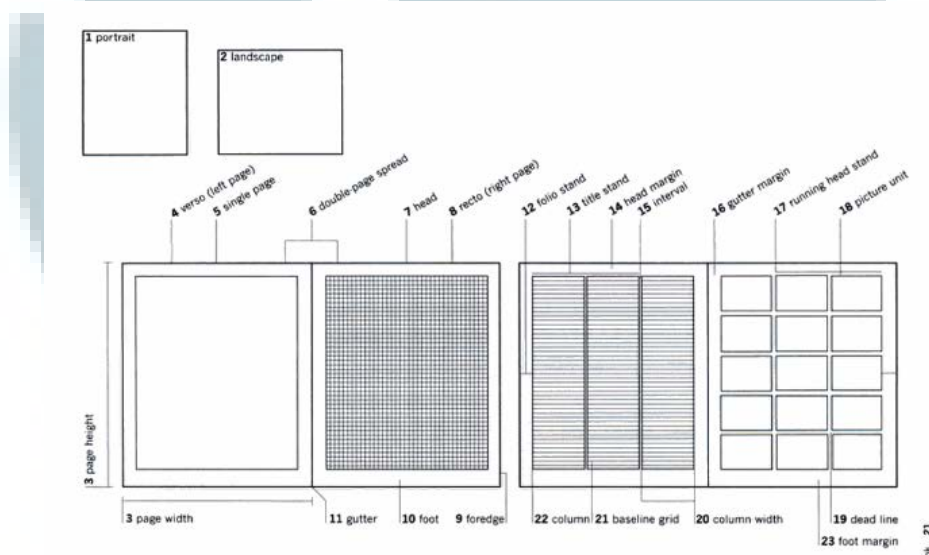 1 portrait
2 landscape
4 verso (left page)
5 single page
6 double-page spread
7 head
8 recto (right page)
12 folio stand
13 title stand
14 head margin
15 interval
16 gutter margin
17 running head stand
18 picture unit
3 page height
3 page width
11 gutter
10 foot
9 foredge
22 column
21 baseline grid
20 column width
19 dead line
23 foot margin